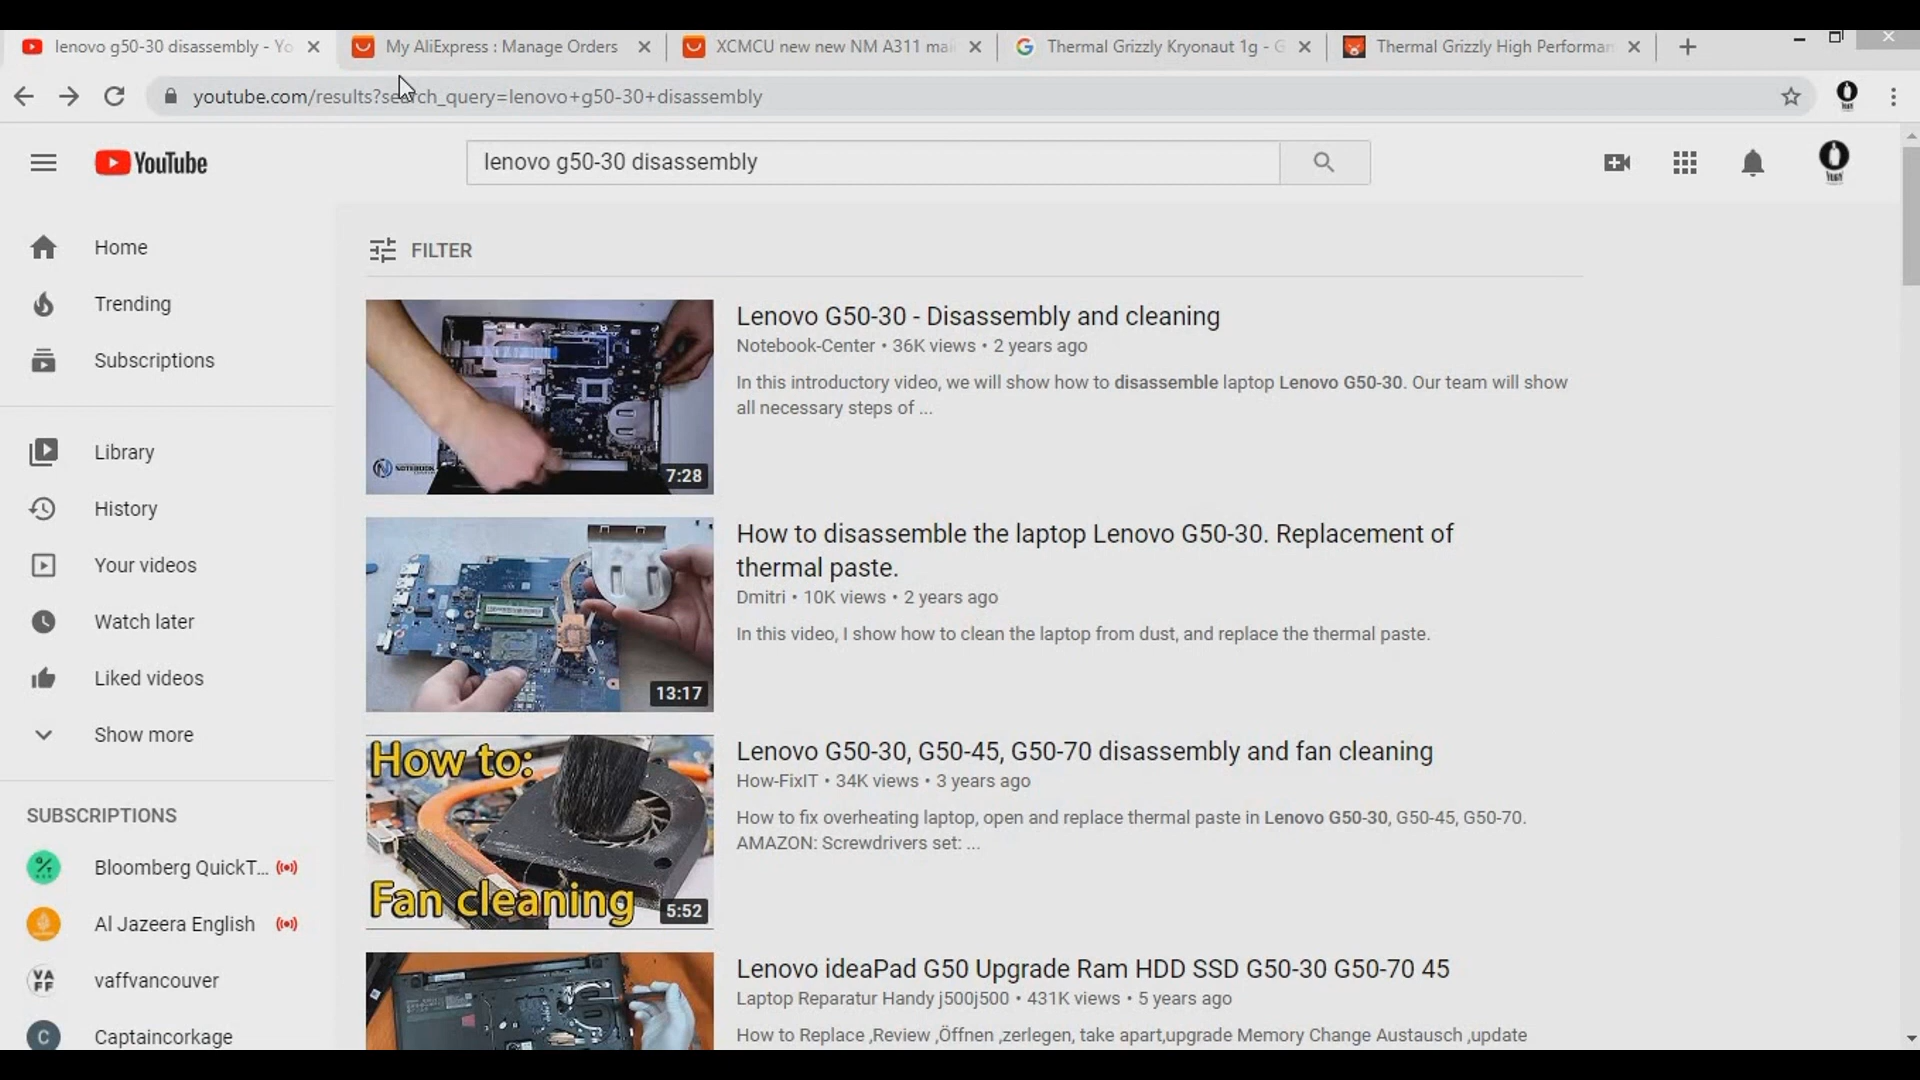 lenovo g50-30 disassembly - Yo
My AliExpress : Manage Orders
XCMCU new new NM A311 mai
Thermal Grizzly Kryonaut 1g - G
Thermal Grizzly High Performan
youtube.com/results?search_query=lenovo+g50-30+disassembly
YouTube
lenovo g50-30 disassembly
Home
Trending
Subscriptions
Library
History
Your videos
Watch later
Liked videos
Show more
SUBSCRIPTIONS
Bloomberg QuickT...
Al Jazeera English
VA
FF
vaffvancouver
C
Captaincorkage
FILTER
NOTEBOOK
7:28
Lenovo G50-30 - Disassembly and cleaning
Notebook-Center • 36K views • 2 years ago
In this introductory video, we will show how to disassemble laptop Lenovo G50-30. Our team will show
all necessary steps of ...
13:17
How to disassemble the laptop Lenovo G50-30. Replacement of
thermal paste.
Dmitri • 10K views • 2 years ago
In this video, I show how to clean the laptop from dust, and replace the thermal paste.
How to:
Fan cleaning
5:52
Lenovo G50-30, G50-45, G50-70 disassembly and fan cleaning
How-FixIT • 34K views • 3 years ago
How to fix overheating laptop, open and replace thermal paste in Lenovo G50-30, G50-45, G50-70.
AMAZON: Screwdrivers set: ...
Lenovo ideaPad G50 Upgrade Ram HDD SSD G50-30 G50-70 45
Laptop Reparatur Handy j500j500 • 431K views • 5 years ago
How to Replace ,Review ,Öffnen ,zerlegen, take apart,upgrade Memory Change Austausch ,update